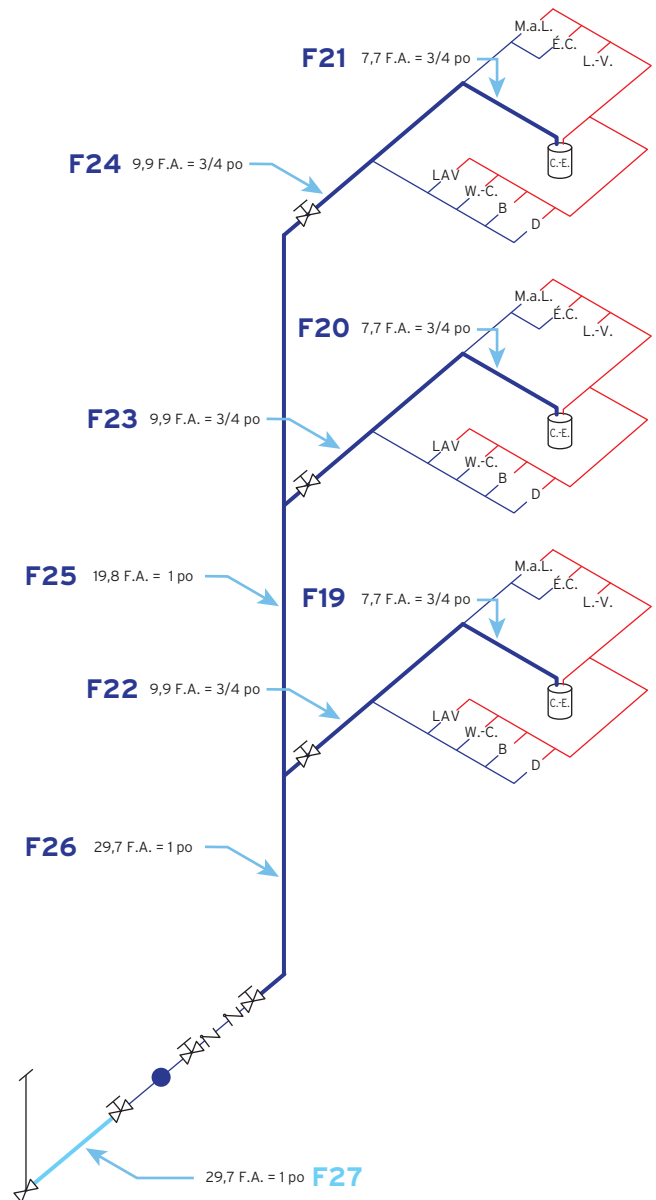 M.a.L.
É.C.
L.-V.
F21 7,7 F.A. = 3/4 po
C.-E.
F24 9,9 F.A. = 3/4 po
LAV
W.-C.
B
D
M.a.L.
É.C.
L.-V.
F20 7,7 F.A. = 3/4 po
C.-E.
F23 9,9 F.A. = 3/4 po
LAV
W.-C.
B
D
F25 19,8 F.A. = 1 po
M.a.L.
É.C.
L.-V.
F19 7,7 F.A. = 3/4 po
C.-E.
F22 9,9 F.A. = 3/4 po
LAV
W.-C.
B
D
F26 29,7 F.A. = 1 po
29,7 F.A. = 1 po F27